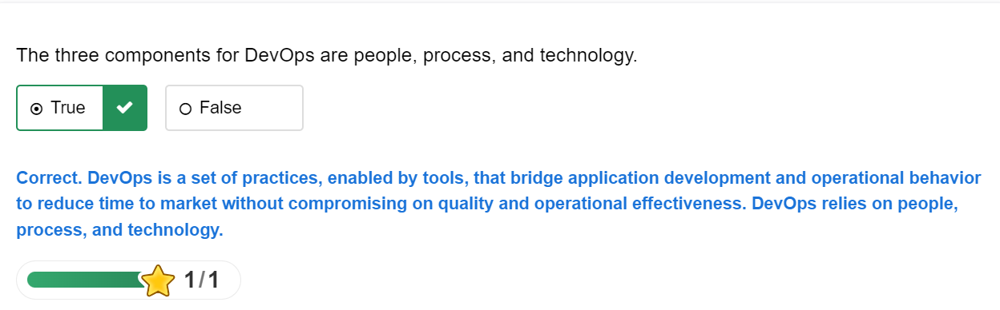 The three components for DevOps are people, process, and technology.
True
False
Correct. DevOps is a set of practices, enabled by tools, that bridge application development and operational behavior
to reduce time to market without compromising on quality and operational effectiveness. DevOps relies on people,
process, and technology.
1/1